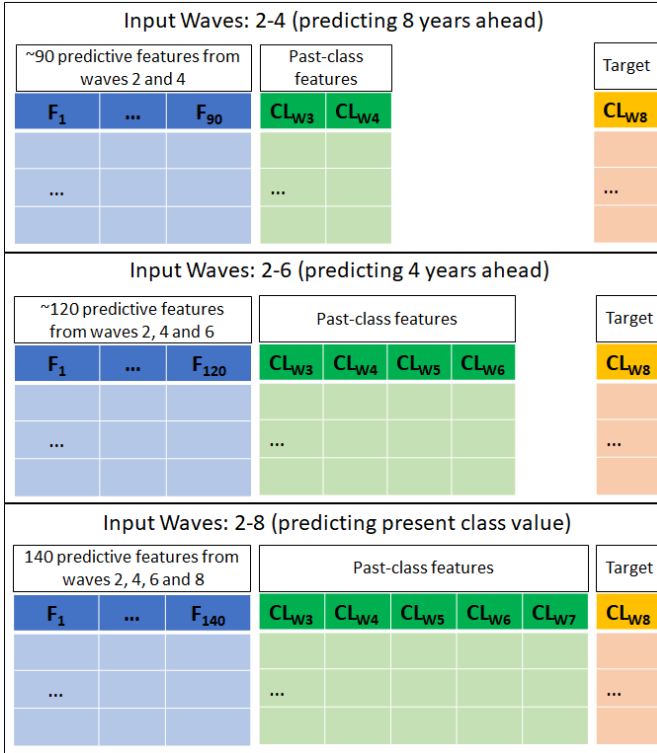 Input Waves: 2-4 (predicting 8 years ahead)
~90 predictive features from
waves 2 and 4
Past-class
features
Target
F1 ... F90 CLW3 CLW4 CLW8
... ... ...
Input Waves: 2-6 (predicting 4 years ahead)
~120 predictive features
from waves 2, 4 and 6
Past-class features
Target
F1 ... F120 CLW3 CLW4 CLW5 CLW6 CLW8
... ... ...
Input Waves: 2-8 (predicting present class value)
140 predictive features from
waves 2, 4, 6 and 8
Past-class features
Target
F1 ... F140 CLW3 CLW4 CLW5 CLW6 CLW7 CLW8
... ... ...